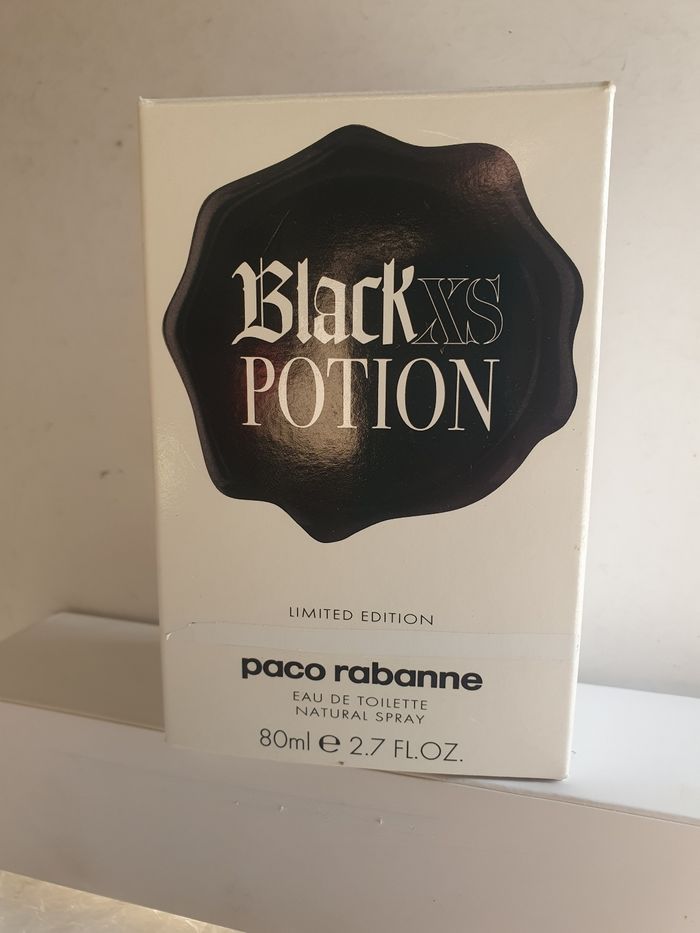 Black XS
POTION
LIMITED EDITION
paco rabanne
EAU DE TOILETTE
NATURAL SPRAY
80ml e 2.7 FL.OZ.